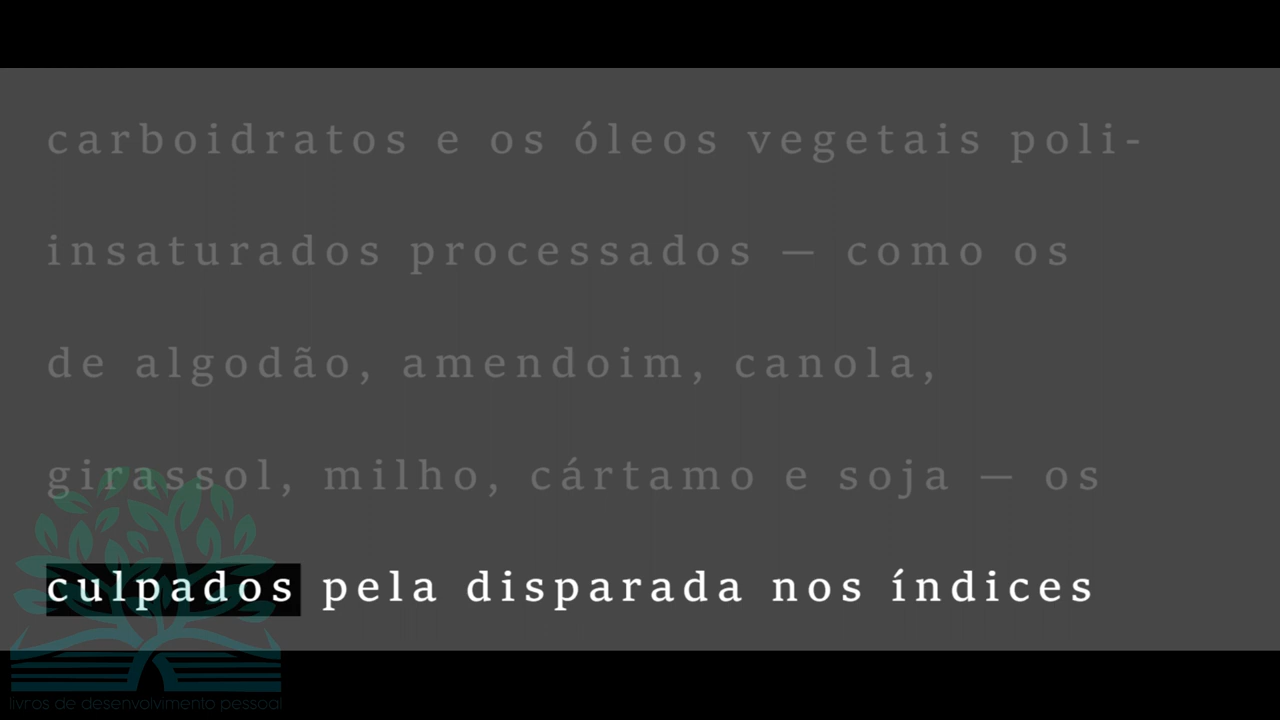 carboidratos e os óleos vegetais poli-
insaturados processados — como os
de algodão, amendoim, canola,
girassol, milho, cártamo e soja — os
culpados pela disparada nos índices
livros de desenvolvimento pessoal